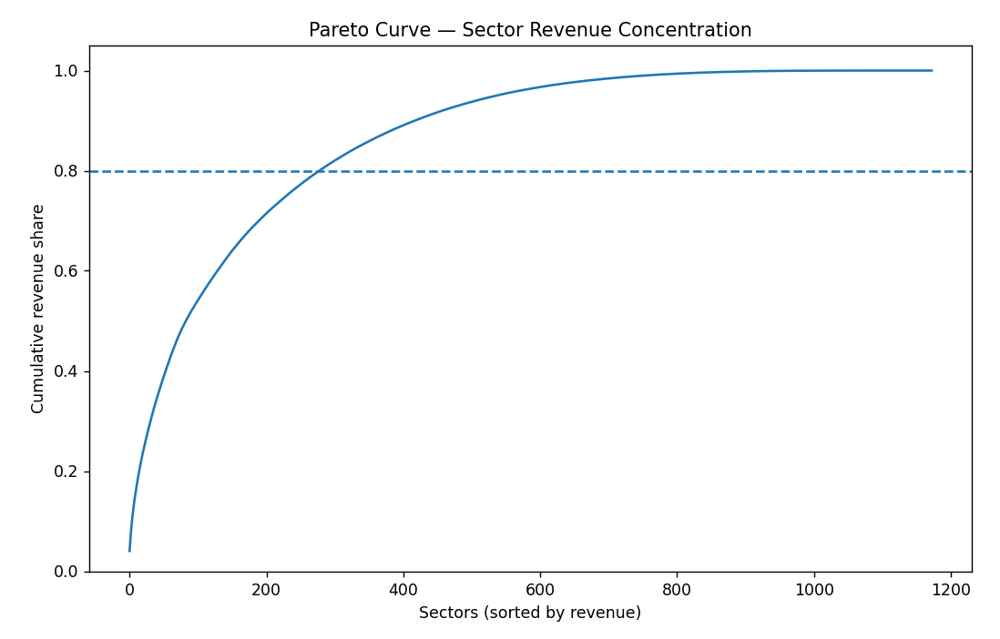 Pareto Curve — Sector Revenue Concentration
Cumulative revenue share
1.0
0.8
0.6
0.4
0.2
0.0
0 200 400 600 800 1000 1200
Sectors (sorted by revenue)